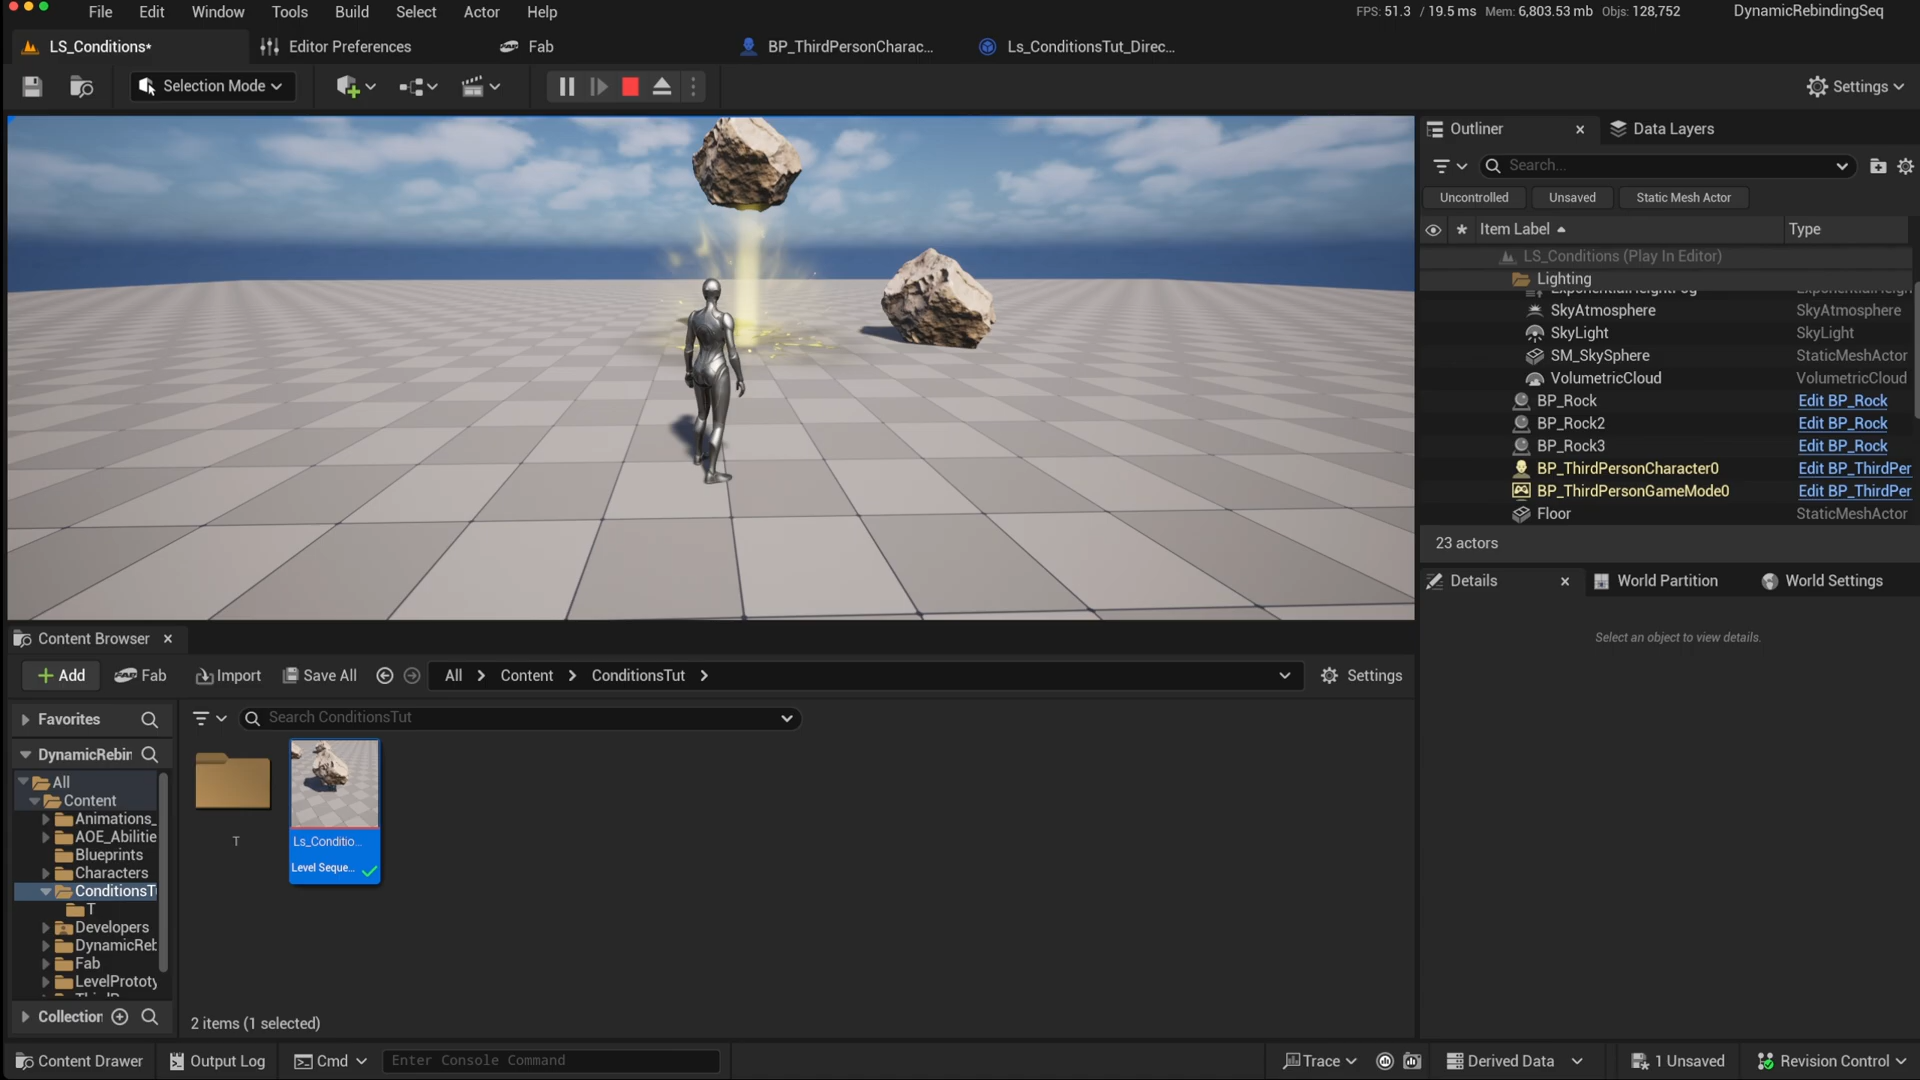 File Edit Window Tools Build Select Actor Help
FPS: 51.3 / 19.5 ms Mem: 6,803.53 mb Objs: 128,752 DynamicRebindingSeq
LS_Conditions* Editor Preferences Fab BP_ThirdPersonCharac... Ls_ConditionsTut_Direc...
Selection Mode Settings
Outliner Data Layers
Search...
Uncontrolled Unsaved Static Mesh Actor
Item Label Type
LS_Conditions (Play In Editor)
Lighting
SkyAtmosphere SkyAtmosphere
SkyLight SkyLight
SM_SkySphere StaticMeshActor
VolumetricCloud VolumetricCloud
BP_Rock Edit BP_Rock
BP_Rock2 Edit BP_Rock
BP_Rock3 Edit BP_Rock
BP_ThirdPersonCharacter0 Edit BP_ThirdPer
BP_ThirdPersonGameMode0 Edit BP_ThirdPer
Floor StaticMeshActor
23 actors
Details World Partition World Settings
Select an object to view details.
Content Browser
Add Fab Import Save All All Content ConditionsTut Settings
Favorites Search ConditionsTut
DynamicRebin
All
Content
Animations_
AOE_Abilitie
Blueprints
Characters
ConditionsT
T
Developers
DynamicReb
Fab
LevelPrototy
Collection
T
Ls_Conditio...
Level Seque...
2 items (1 selected)
Content Drawer Output Log Cmd Enter Console Command Trace Derived Data 1 Unsaved Revision Control